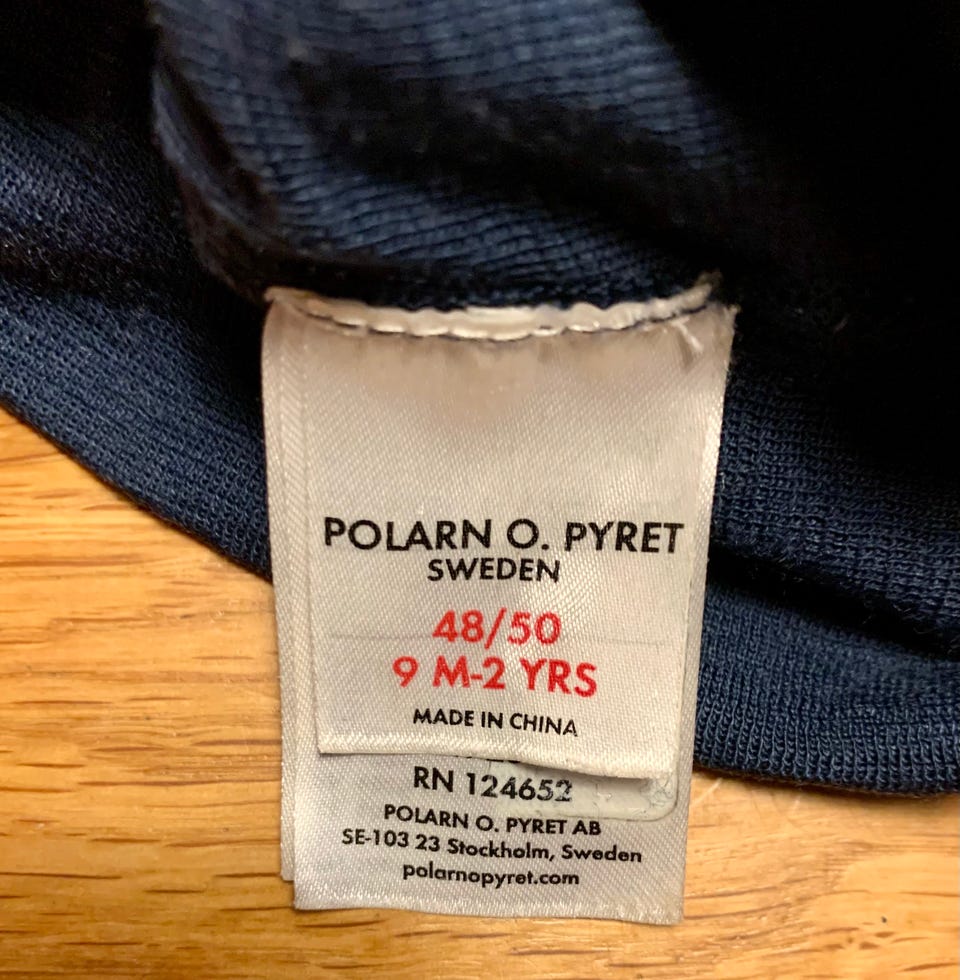 POLARN O. PYRET
SWEDEN
48/50
9 M-2 YRS
MADE IN CHINA
RN 124652
POLARN O. PYRET AB
SE-103 23 Stockholm, Sweden
polarnopyret.com